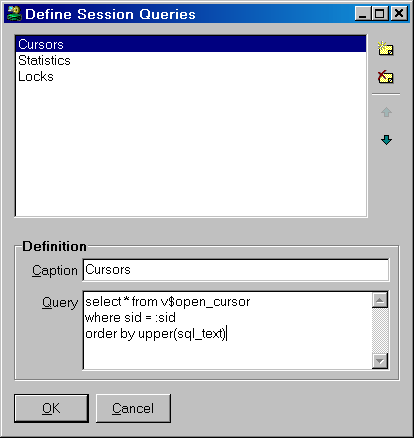 Define Session Queries
Cursors
Statistics
Locks
Definition
Caption Cursors
Query select * from v$open_cursor
where sid = :sid
order by upper(sql_text)
OK Cancel